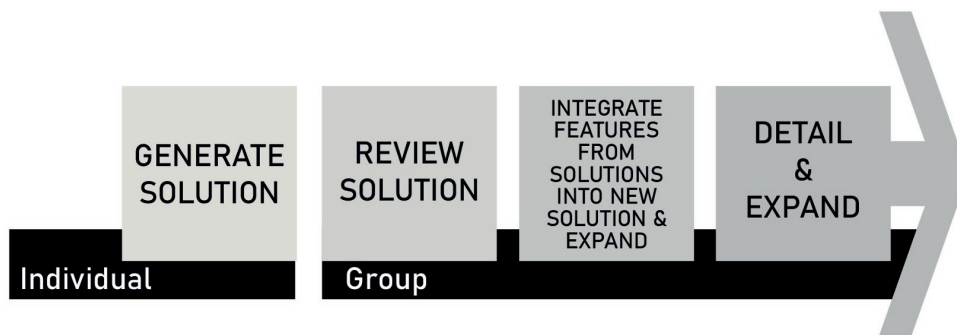 GENERATE
SOLUTION
REVIEW
SOLUTION
INTEGRATE
FEATURES
FROM
SOLUTIONS
INTO NEW
SOLUTION &
EXPAND
DETAIL
&
EXPAND
Individual
Group